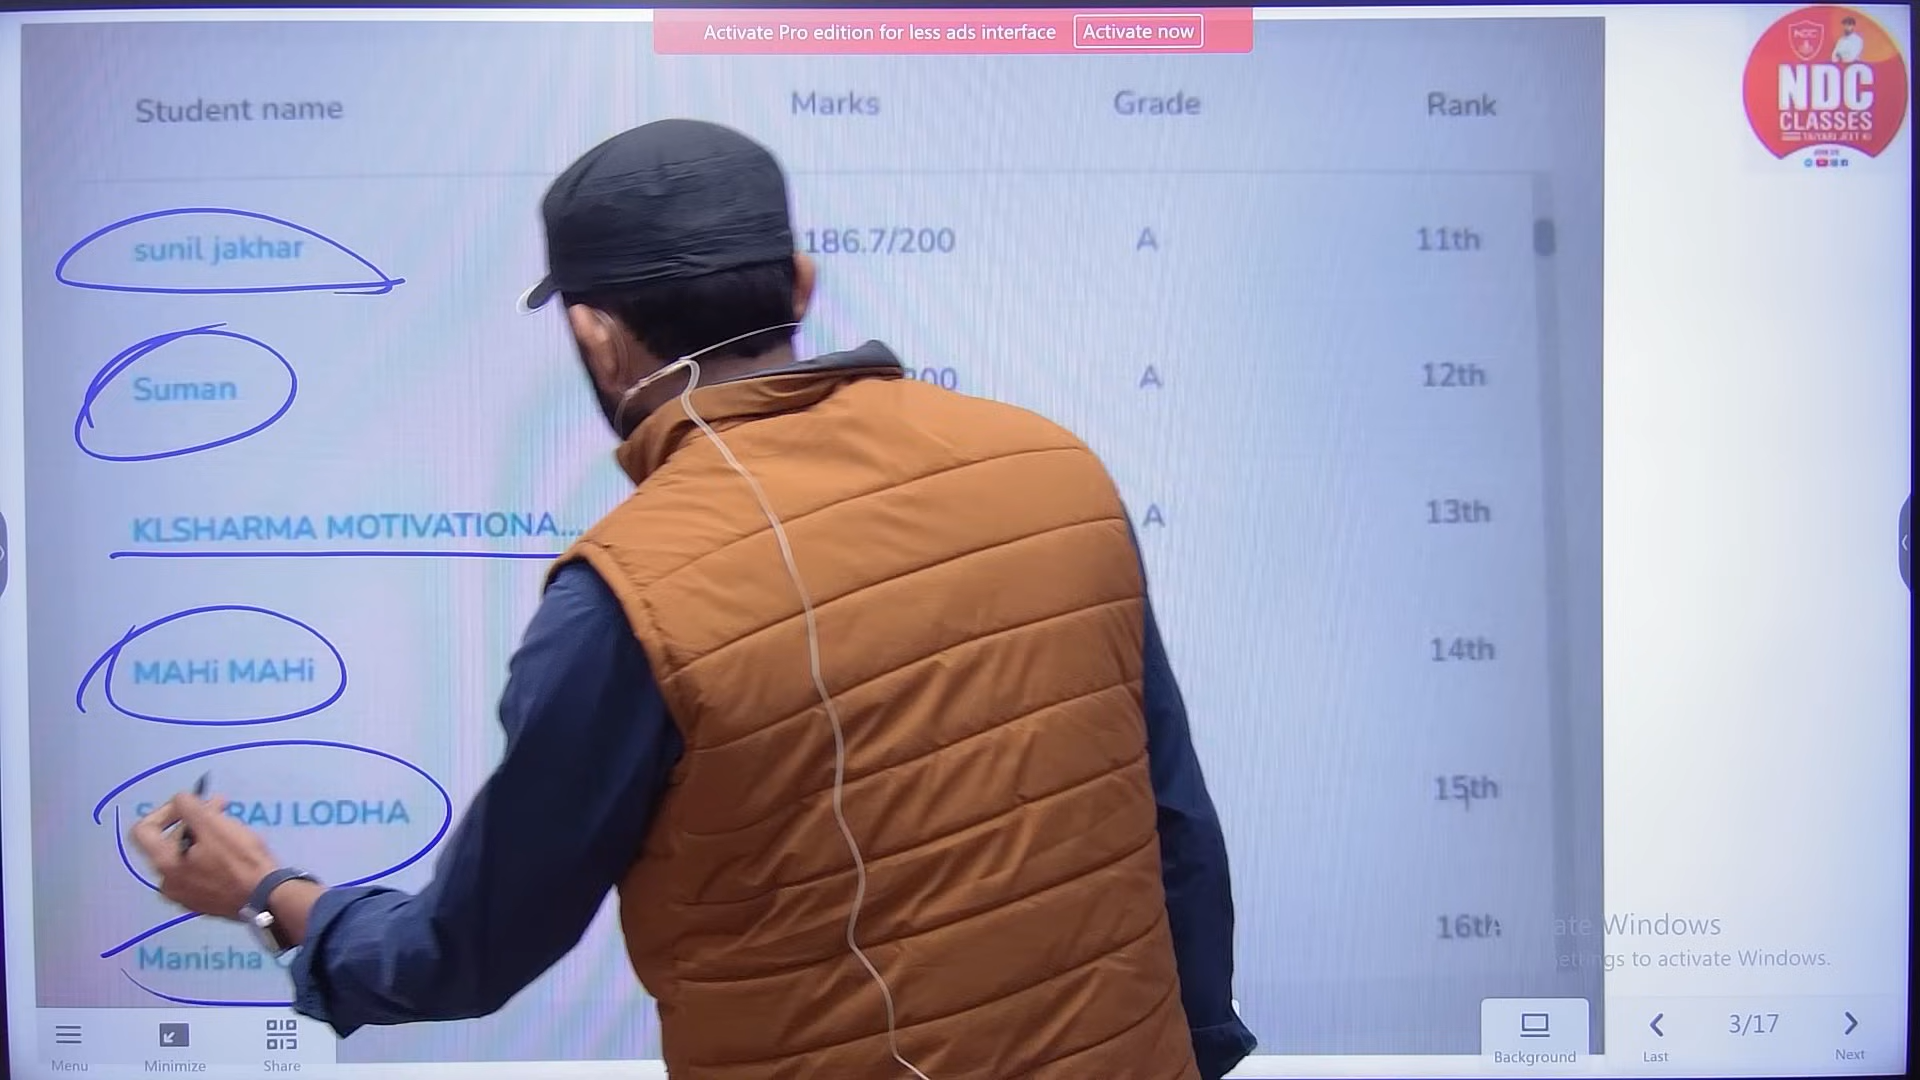 Activate Pro edition for less ads interface Activate now
NDC
CLASSES
Student name Marks Grade Rank
sunil jakhar 186.7/200 A 11th
Suman A 12th
KLSHARMA MOTIVATIONA... A 13th
MAHi MAHi 14th
LODHA 15th
Manisha 16th
Windows
to activate Windows.
Menu Minimize Share Background Last 3/17 Next